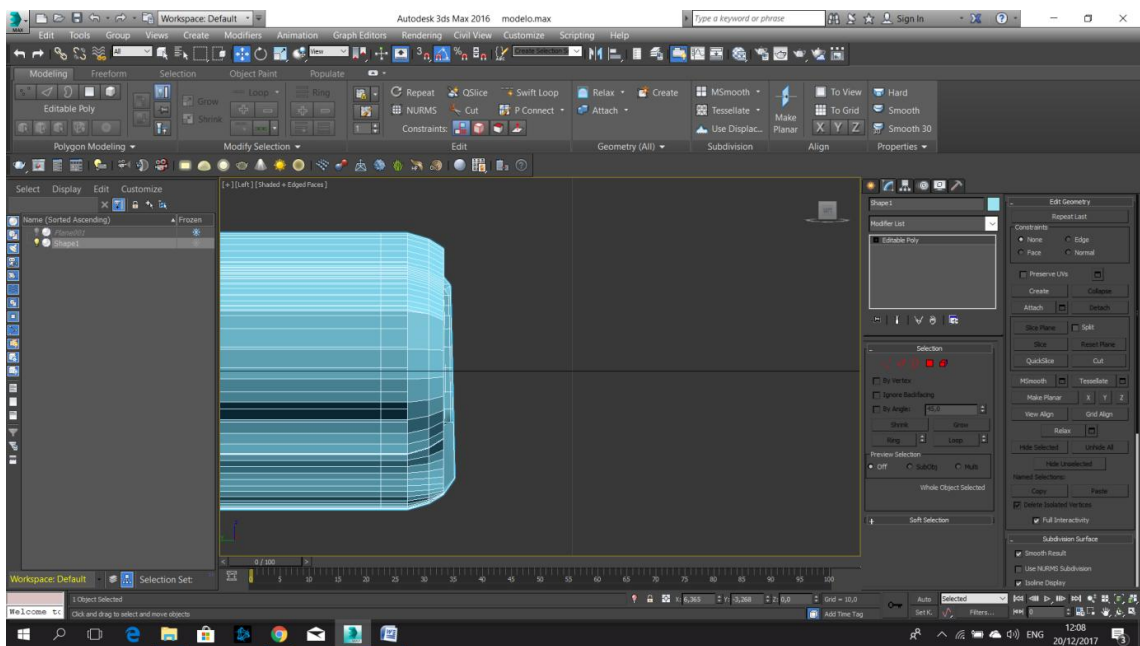 Workspace: Default
Autodesk 3ds Max 2016 modelo.max
Type a keyword or phrase
Sign In
MAX
Edit Tools Group Views Create Modifiers Animation Graph Editors Rendering Civil View Customize Scripting Help
All
View
Modeling Freeform Selection Object Paint Populate
Editable Poly
Grow
Shrink
Loop
Ring
1
Repeat QSlice Swift Loop
NURMS Cut P Connect
Constraints:
Relax Create
Attach
MSmooth
Tessellate
Use Displac...
Make
Planar
To View
To Grid
X Y Z
Hard
Smooth
Smooth 30
Polygon Modeling Modify Selection Edit Geometry (All) Subdivision Align Properties
Select Display Edit Customize
Name (Sorted Ascending) Frozen
Plane001
Shape1
[+][Left][Shaded + Edged Faces]
Shape1
Modifier List
Editable Poly
Selection
By Vertex
Ignore Backfacing
By Angle: 45,0
Shrink Grow
Ring Loop
Preview Selection
Off SubObj Multi
Whole Object Selected
Soft Selection
Edit Geometry
Repeat Last
Constraints
None Edge
Face Normal
Preserve UVs
Create Collapse
Attach Detach
Slice Plane Split
Slice Reset Plane
QuickSlice Cut
MSmooth Tessellate
Make Planar X Y Z
View Align Grid Align
Relax
Hide Selected Unhide All
Hide Unselected
Named Selections:
Copy Paste
Delete Isolated Vertices
Full Interactivity
Subdivision Surface
Smooth Result
Use NURMS Subdivision
Isoline Display
0 / 100
Workspace: Default Selection Set:
5 10 15 20 25 30 35 40 45 50 55 60 65 70 75 80 85 90 95 100
1 Object Selected
X: 6,365 Y: -3,268 Z: 0,0 Grid = 10,0
Auto Selected
Welcome to
Click and drag to select and move objects
Add Time Tag
Set K. Filters...
0
ENG
12:08
20/12/2017
3